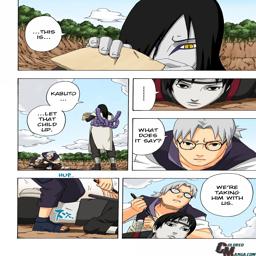 ...THIS
IS...
KABUTO
...
...LET
THAT
CHILD
UP.
HUP...
.........
WHAT
DOES
IT SAY?
WE'RE
TAKING
HIM WITH
US.
COLORED
MANGA.COM